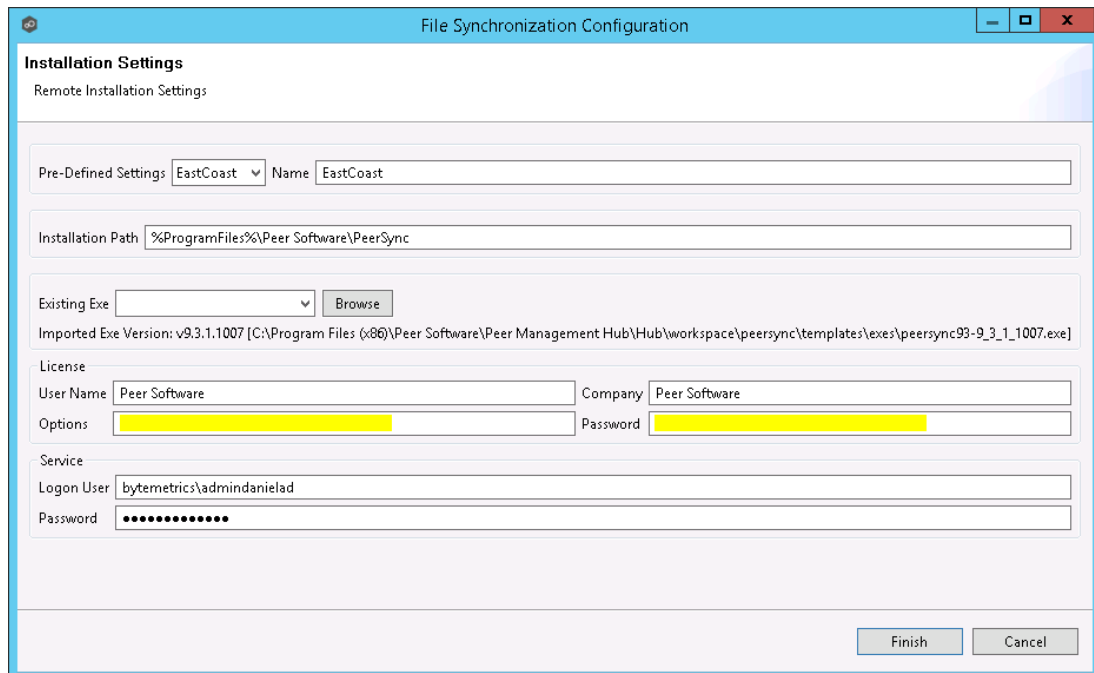 File Synchronization Configuration
Installation Settings
Remote Installation Settings
Pre-Defined Settings EastCoast Name EastCoast
Installation Path %ProgramFiles%\Peer Software\PeerSync
Existing Exe Browse
Imported Exe Version: v9.3.1.1007 [C:\Program Files (x86)\Peer Software\Peer Management Hub\Hub\workspace\peersync\templates\exes\peersync93-9_3_1_1007.exe]
License
User Name Peer Software Company Peer Software
Options Password
Service
Logon User bytemetrics\admindanielad
Password •••••••••••••
Finish Cancel